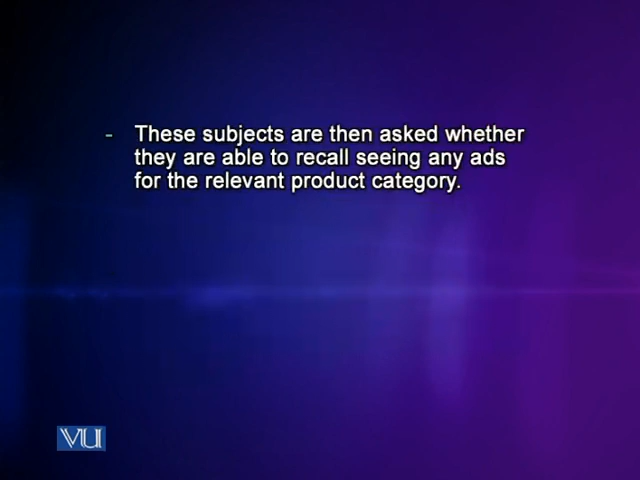 - These subjects are then asked whether
they are able to recall seeing any ads
for the relevant product category.
VU